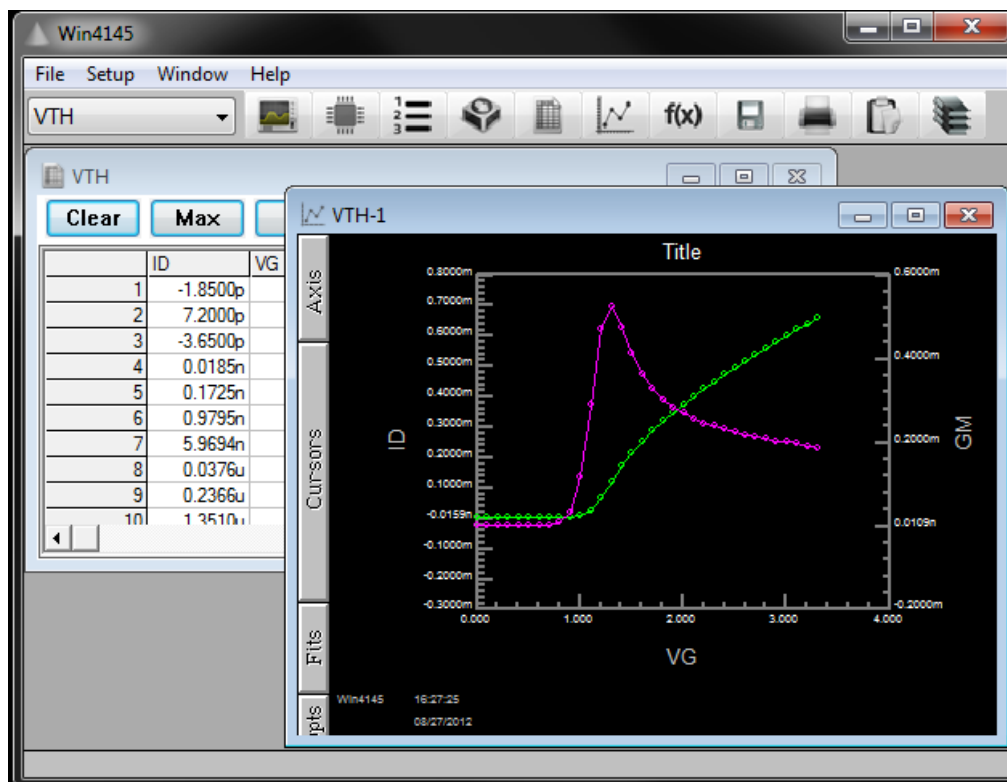 Win4145
File Setup Window Help
VTH
1
2
3
f(x)
VTH
Clear Max
ID VG
1 -1.8500p
2 7.2000p
3 -3.6500p
4 0.0185n
5 0.1725n
6 0.9795n
7 5.9694n
8 0.0376u
9 0.2366u
10 1.3510u
VTH-1
Axis
Cursors
Fits
pts
Title
0.8000m
0.7000m
0.6000m
0.5000m
0.4000m
0.3000m
0.2000m
0.1000m
-0.0159n
-0.1000m
-0.2000m
-0.3000m
ID
0.6000m
0.4000m
0.2000m
0.0109n
-0.2000m
GM
0.000 1.000 2.000 3.000 4.000
VG
Win4145 16:27:25
08/27/2012